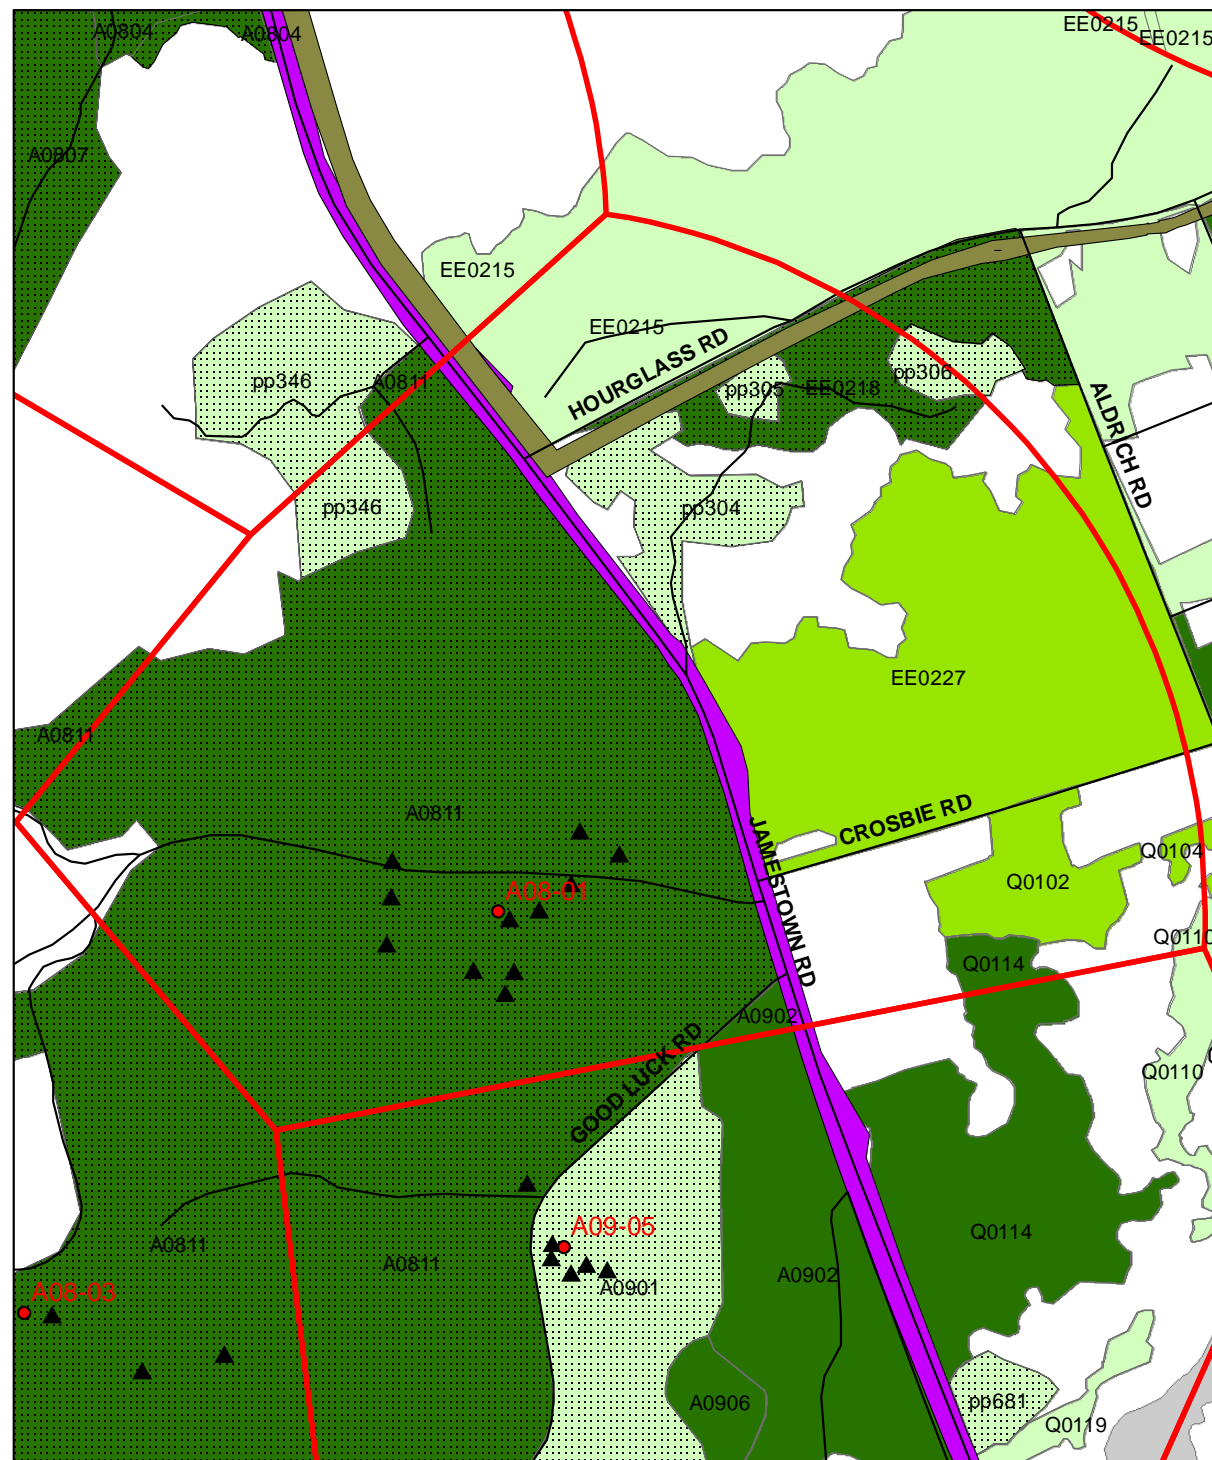 A0804
A0804
EE0215
EE0215
A0807
EE0215
EE0215
HOURGLASS RD
pp346
A0811
pp305
EE0218
pp306
ALDRICH RD
pp346
pp304
EE0227
A0811
A0811
CROSBIE RD
JAMESTOWN RD
Q0104
Q0102
A08-01
Q0110
Q0114
A0902
GOOD LUCK RD
Q0110
A09-05
Q0114
A0811
A0811
A0902
A0901
A08-03
A0906
pp681
Q0119